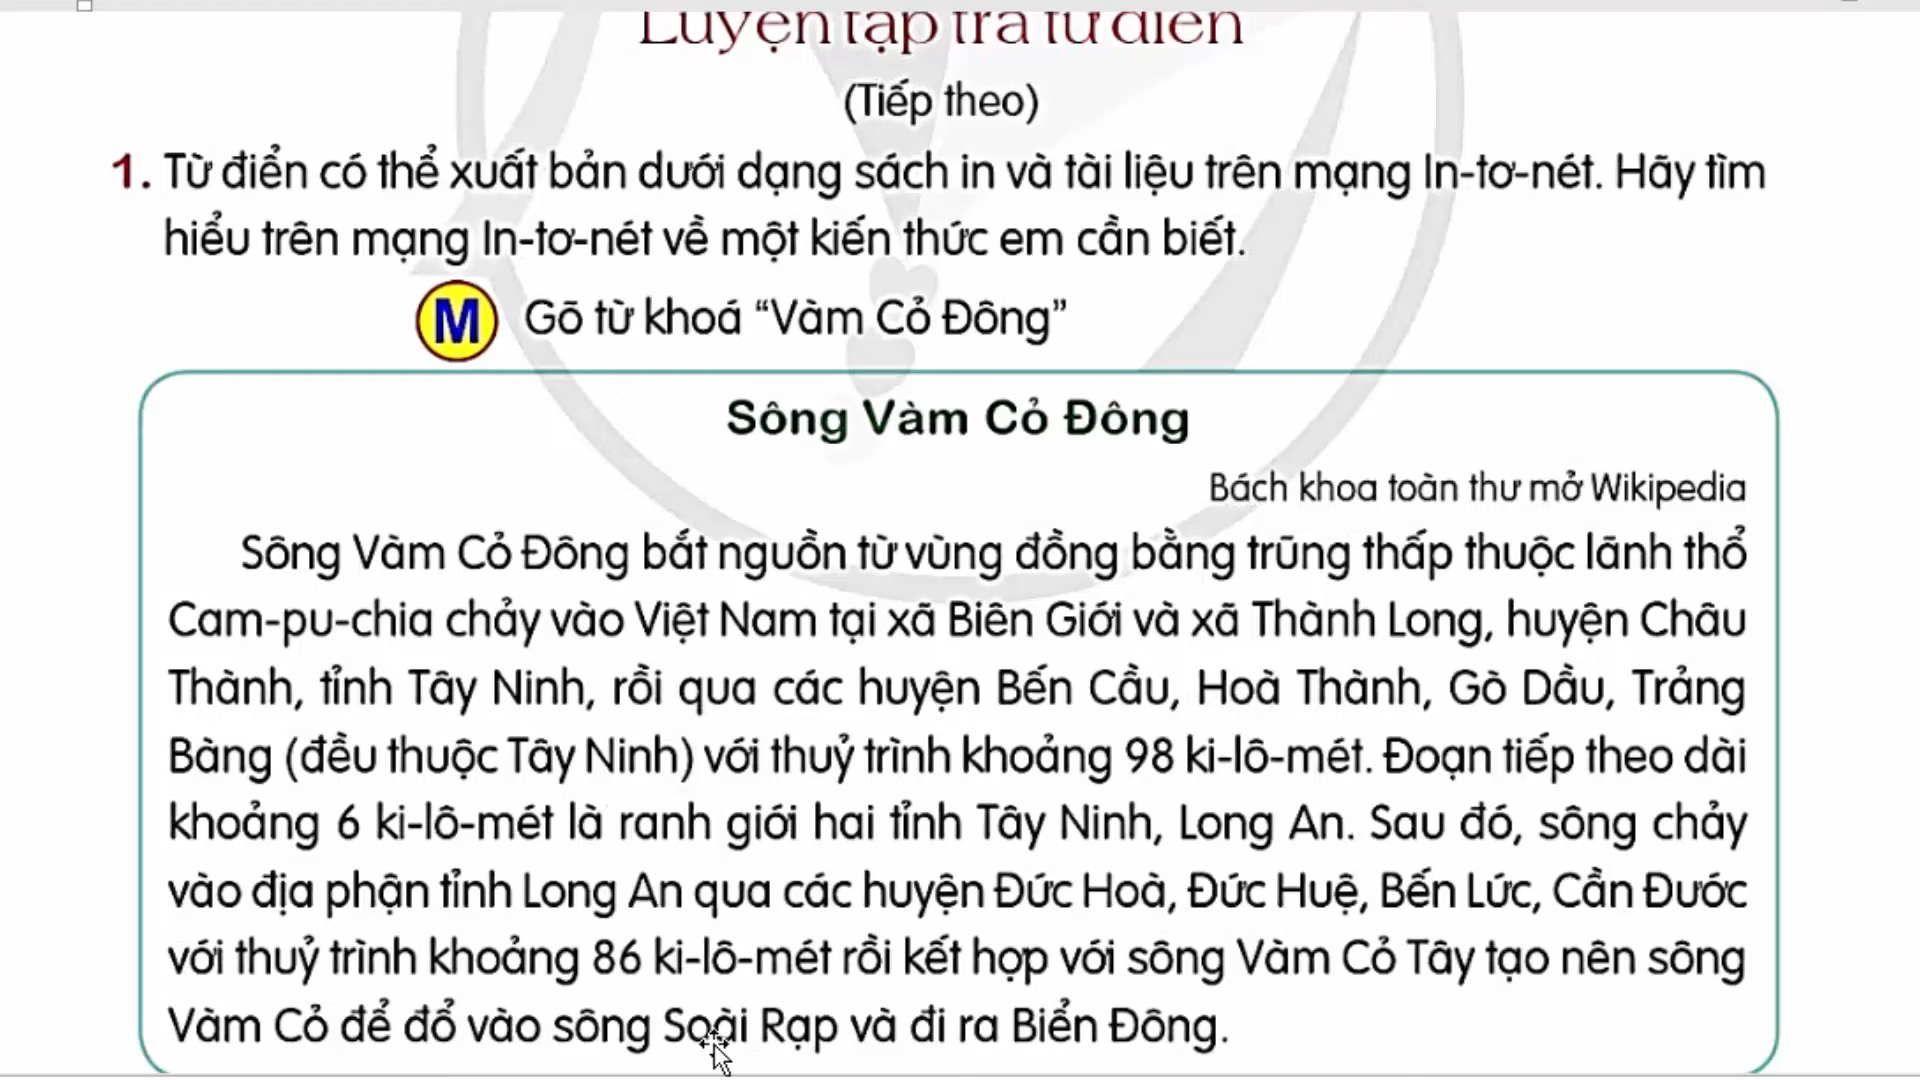 Luyện tập tra từ điển
(Tiếp theo)
1. Từ điển có thể xuất bản dưới dạng sách in và tài liệu trên mạng In-tơ-nét. Hãy tìm
hiểu trên mạng In-tơ-nét về một kiến thức em cần biết.
M Gõ từ khoá “Vàm Cỏ Đông”
Sông Vàm Cỏ Đông
Bách khoa toàn thư mở Wikipedia
Sông Vàm Cỏ Đông bắt nguồn từ vùng đồng bằng trũng thấp thuộc lãnh thổ
Cam-pu-chia chảy vào Việt Nam tại xã Biên Giới và xã Thành Long, huyện Châu
Thành, tỉnh Tây Ninh, rồi qua các huyện Bến Cầu, Hoà Thành, Gò Dầu, Trảng
Bàng (đều thuộc Tây Ninh) với thuỷ trình khoảng 98 ki-lô-mét. Đoạn tiếp theo dài
khoảng 6 ki-lô-mét là ranh giới hai tỉnh Tây Ninh, Long An. Sau đó, sông chảy
vào địa phận tỉnh Long An qua các huyện Đức Hoà, Đức Huệ, Bến Lức, Cần Đước
với thuỷ trình khoảng 86 ki-lô-mét rồi kết hợp với sông Vàm Cỏ Tây tạo nên sông
Vàm Cỏ để đổ vào sông Soài Rạp và đi ra Biển Đông.